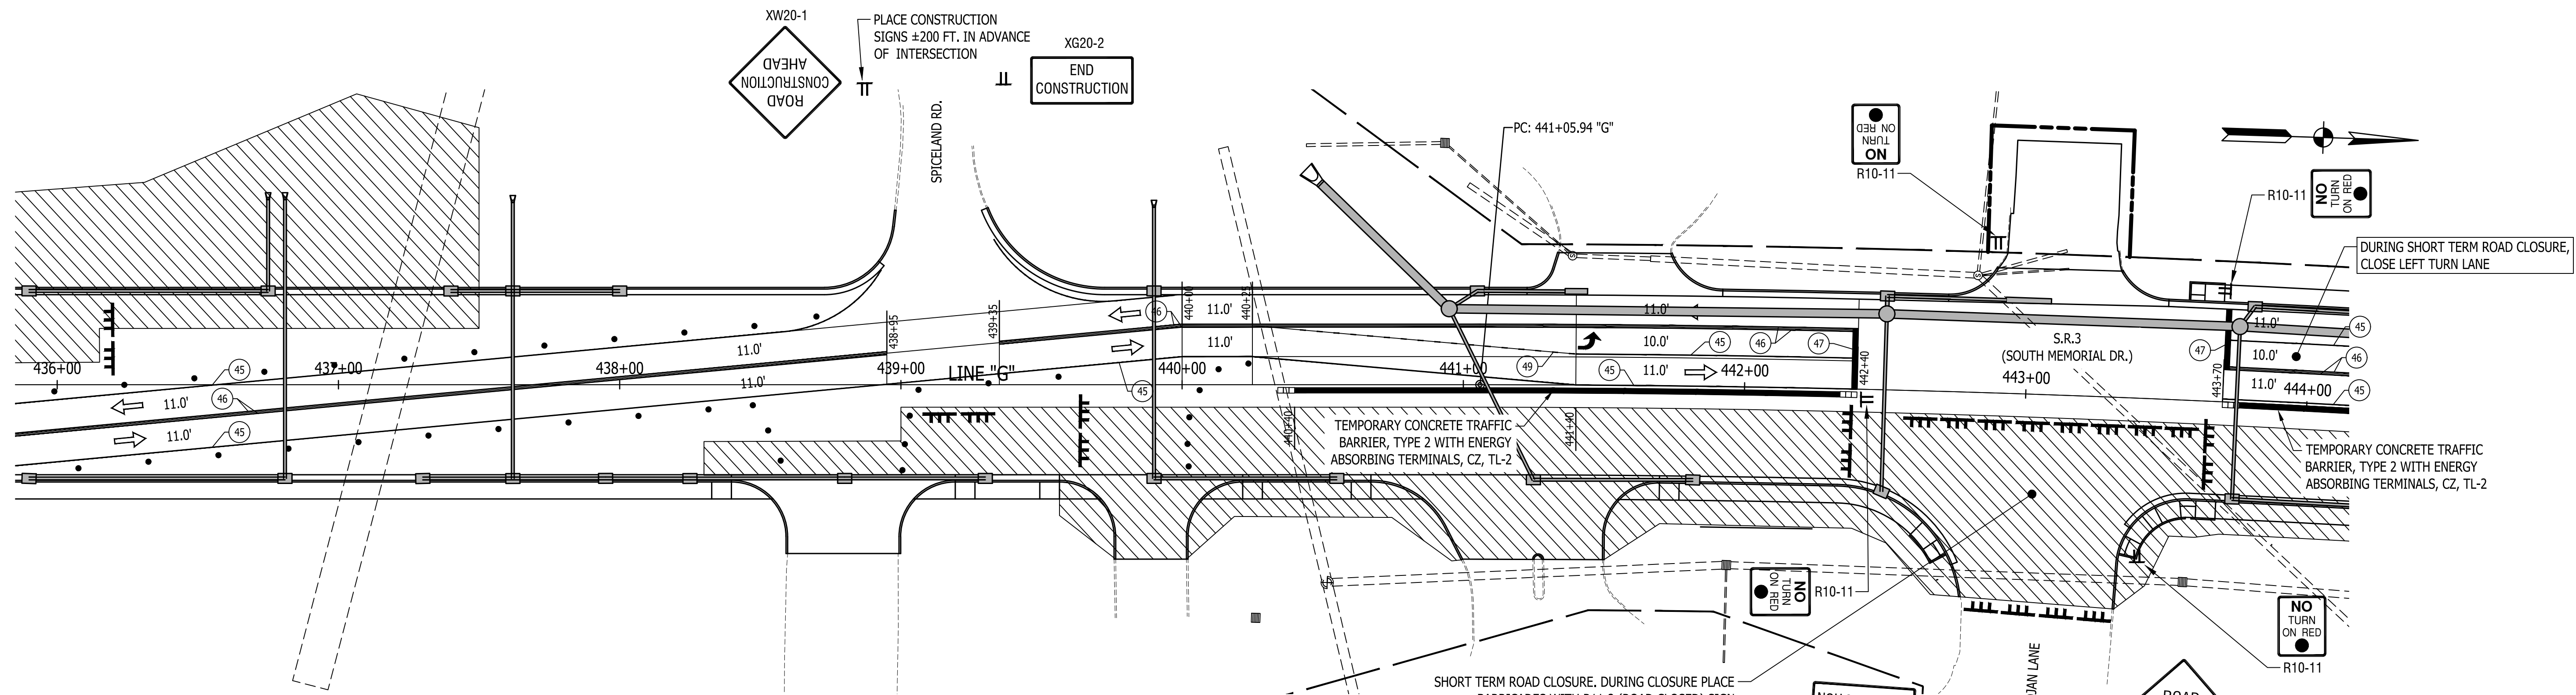 XW20-1
ROAD
CONSTRUCTION
AHEAD
PLACE CONSTRUCTION
SIGNS ±200 FT. IN ADVANCE
OF INTERSECTION
XG20-2
END
CONSTRUCTION
SPICELAND RD.
PC: 441+05.94 "G"
NO
TURN
ON RED
R10-11
R10-11
NO
TURN
ON RED
DURING SHORT TERM ROAD CLOSURE,
CLOSE LEFT TURN LANE
436+00
437+00
438+00
439+00
440+00
441+00
442+00
443+00
444+00
LINE "G"
438+95
439+35
440+00
440+25
440+40
441+40
442+40
443+70
11.0'
11.0'
11.0'
11.0'
11.0'
11.0'
11.0'
10.0'
11.0'
11.0'
10.0'
11.0'
45
46
45
46
45
49
45
46
47
45
47
45
46
45
S.R.3
(SOUTH MEMORIAL DR.)
TEMPORARY CONCRETE TRAFFIC
BARRIER, TYPE 2 WITH ENERGY
ABSORBING TERMINALS, CZ, TL-2
TEMPORARY CONCRETE TRAFFIC
BARRIER, TYPE 2 WITH ENERGY
ABSORBING TERMINALS, CZ, TL-2
NO
TURN
ON RED
R10-11
NO
TURN
ON RED
R10-11
S
S
SHORT TERM ROAD CLOSURE. DURING CLOSURE PLACE
LANE
ROAD